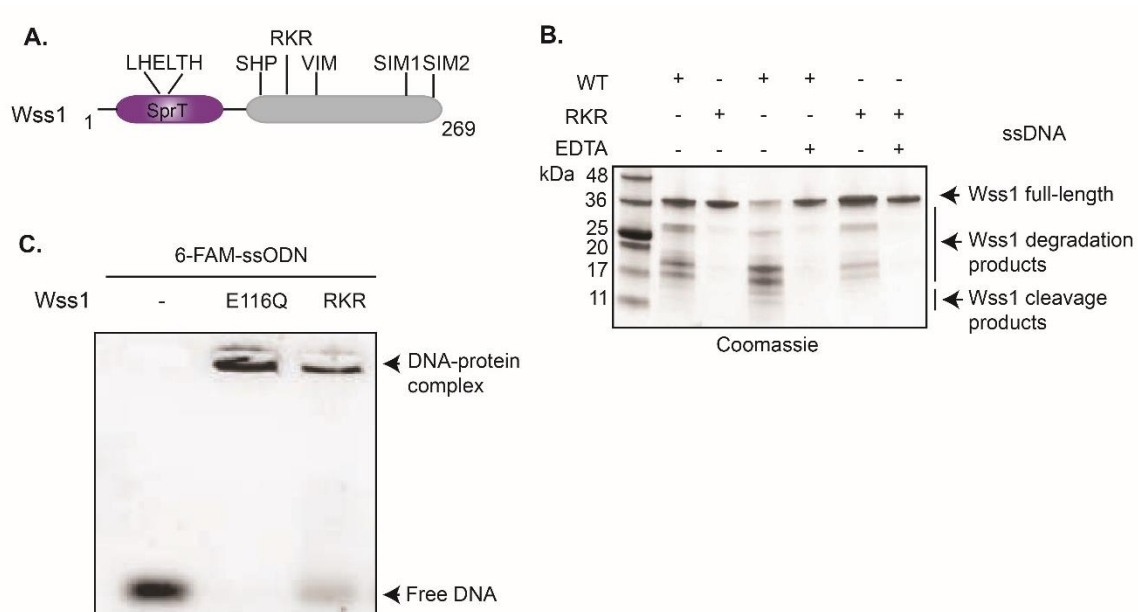 A.
RKR
LHELTH SHP VIM SIM1 SIM2
SprT
Wss1 1 269
B.
WT + - + + - -
RKR - + - - + + ssDNA
EDTA - - - + - +
kDa
48
36 Wss1 full-length
25
20 Wss1 degradation
17 products
11 Wss1 cleavage
products
Coomassie
C.
6-FAM-ssODN
Wss1 - E116Q RKR
DNA-protein
complex
Free DNA